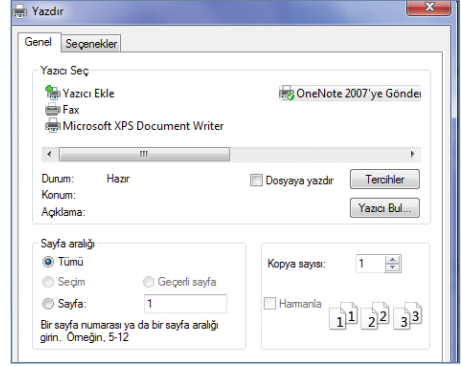 Yazdır
Genel Seçenekler
Yazıcı Seç
Yazıcı Ekle
OneNote 2007'ye Gönder
Fax
Microsoft XPS Document Writer
Durum: Hazır
Dosyaya yazdır
Tercihler
Konum:
Açıklama:
Yazıcı Bul...
Sayfa aralığı
Tümü
Seçim Geçerli sayfa
Sayfa: 1
Bir sayfa numarası ya da bir sayfa aralığı
girin. Örneğin, 5-12
Kopya sayısı: 1
Harmanla
1 1 2 2 3 3